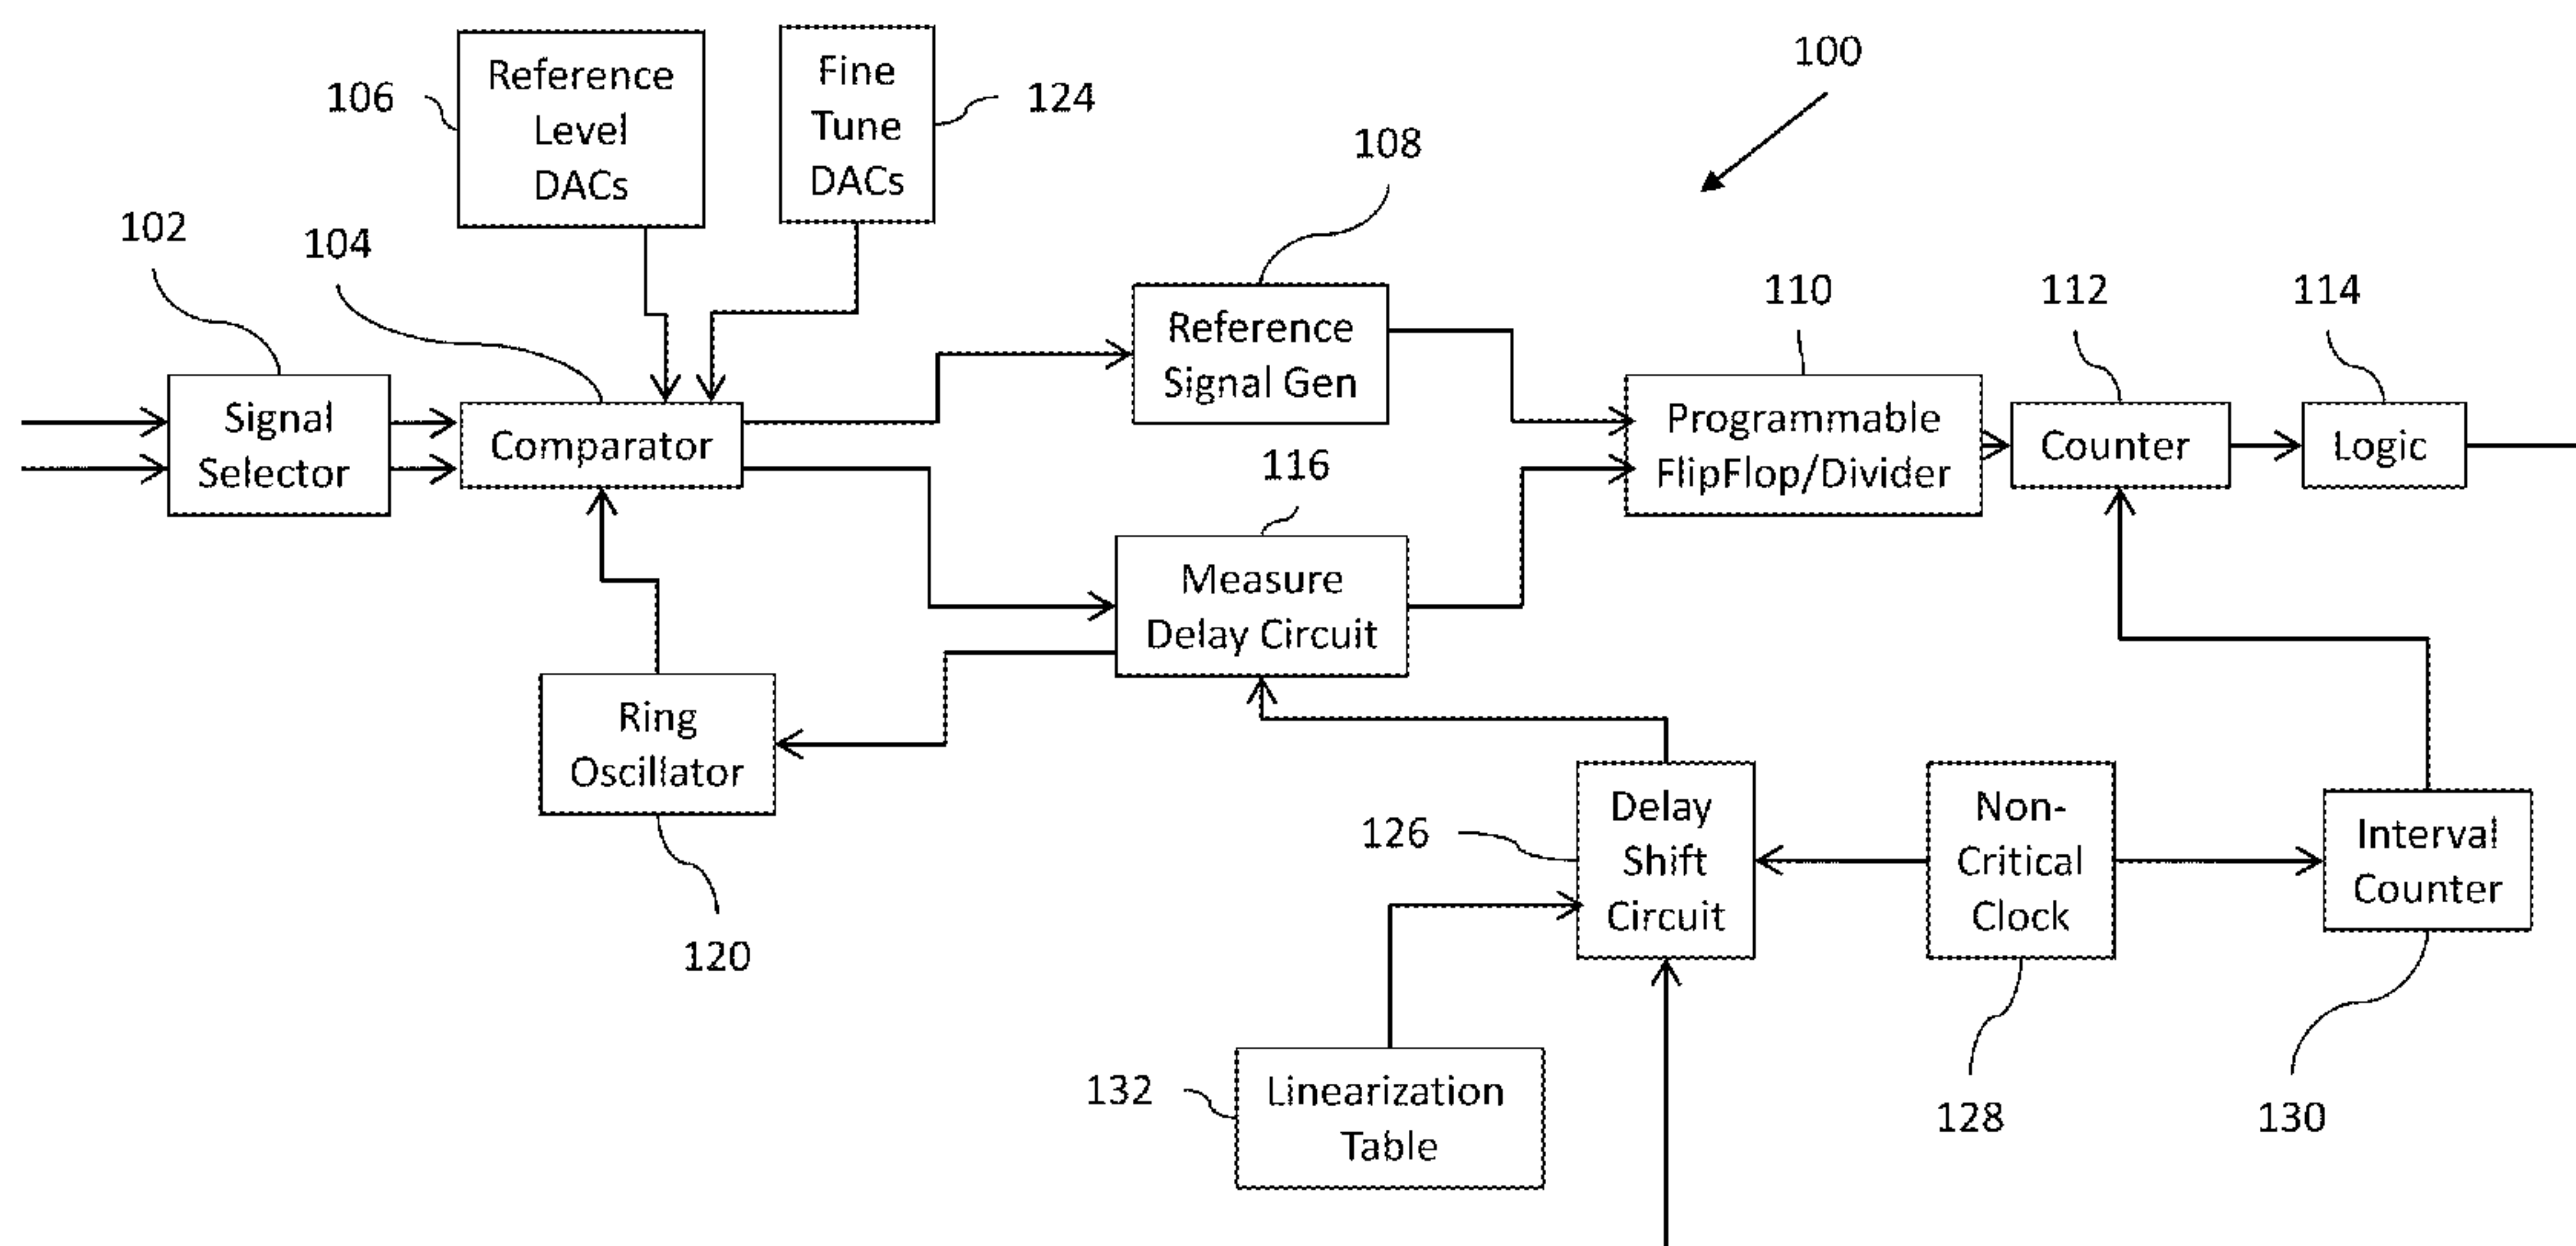 100
106
Reference
Level
DACs
Fine
Tune
DACs
124
102
104
108
Signal
Selector
Comparator
Reference
Signal Gen
110
Programmable
FlipFlop/Divider
112
Counter
114
Logic
116
Measure
Delay Circuit
Ring
Oscillator
120
126
Delay
Shift
Circuit
Non-
Critical
Clock
128
Interval
Counter
130
132
Linearization
Table